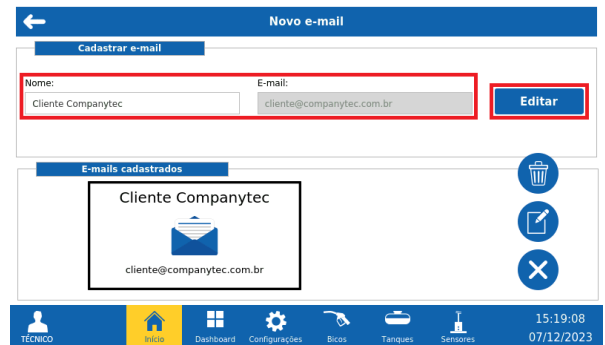 Novo e-mail
Cadastrar e-mail
Nome:
E-mail:
Cliente Companytec
cliente@companytec.com.br
Editar
E-mails cadastrados
Cliente Companytec
cliente@companytec.com.br
TÉCNICO
Início
Dashboard
Configurações
Bicos
Tanques
Sensores
15:19:08
07/12/2023